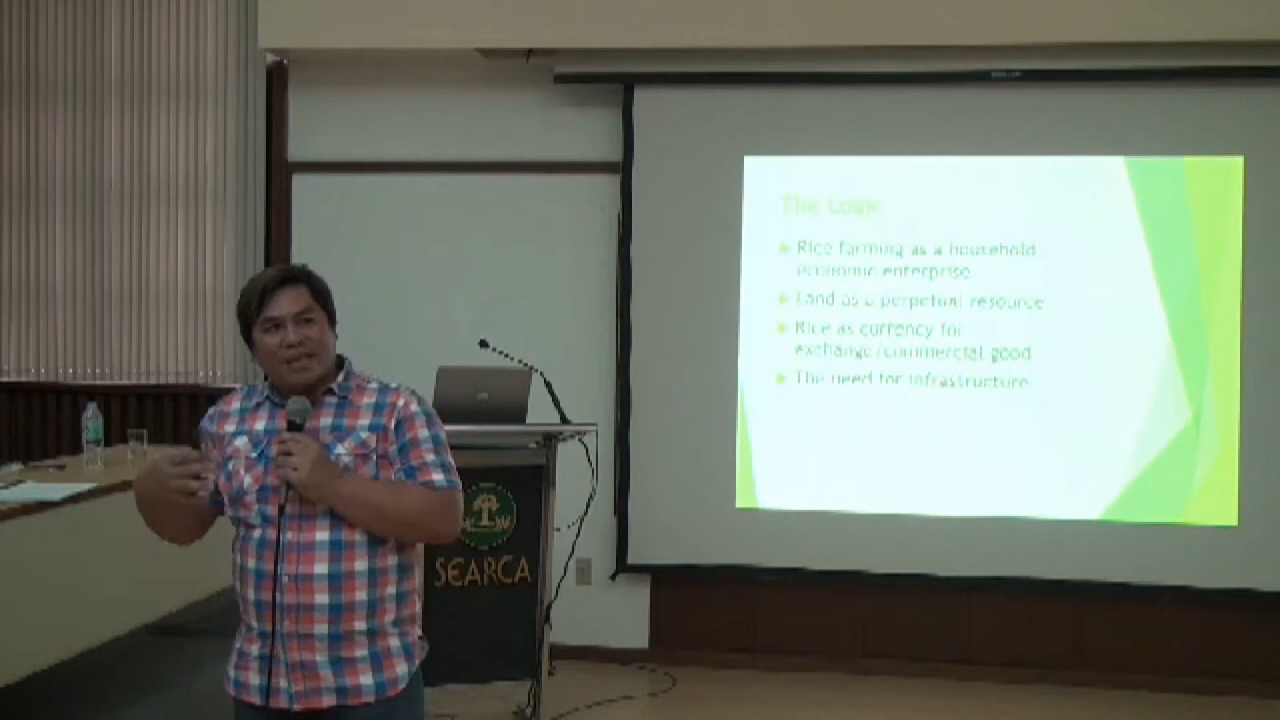 The Logic
Rice farming as a household
economic enterprise
Land as a perpetual resource
Rice as currency for
exchange/commercial good
The need for infrastructure
SEARCA